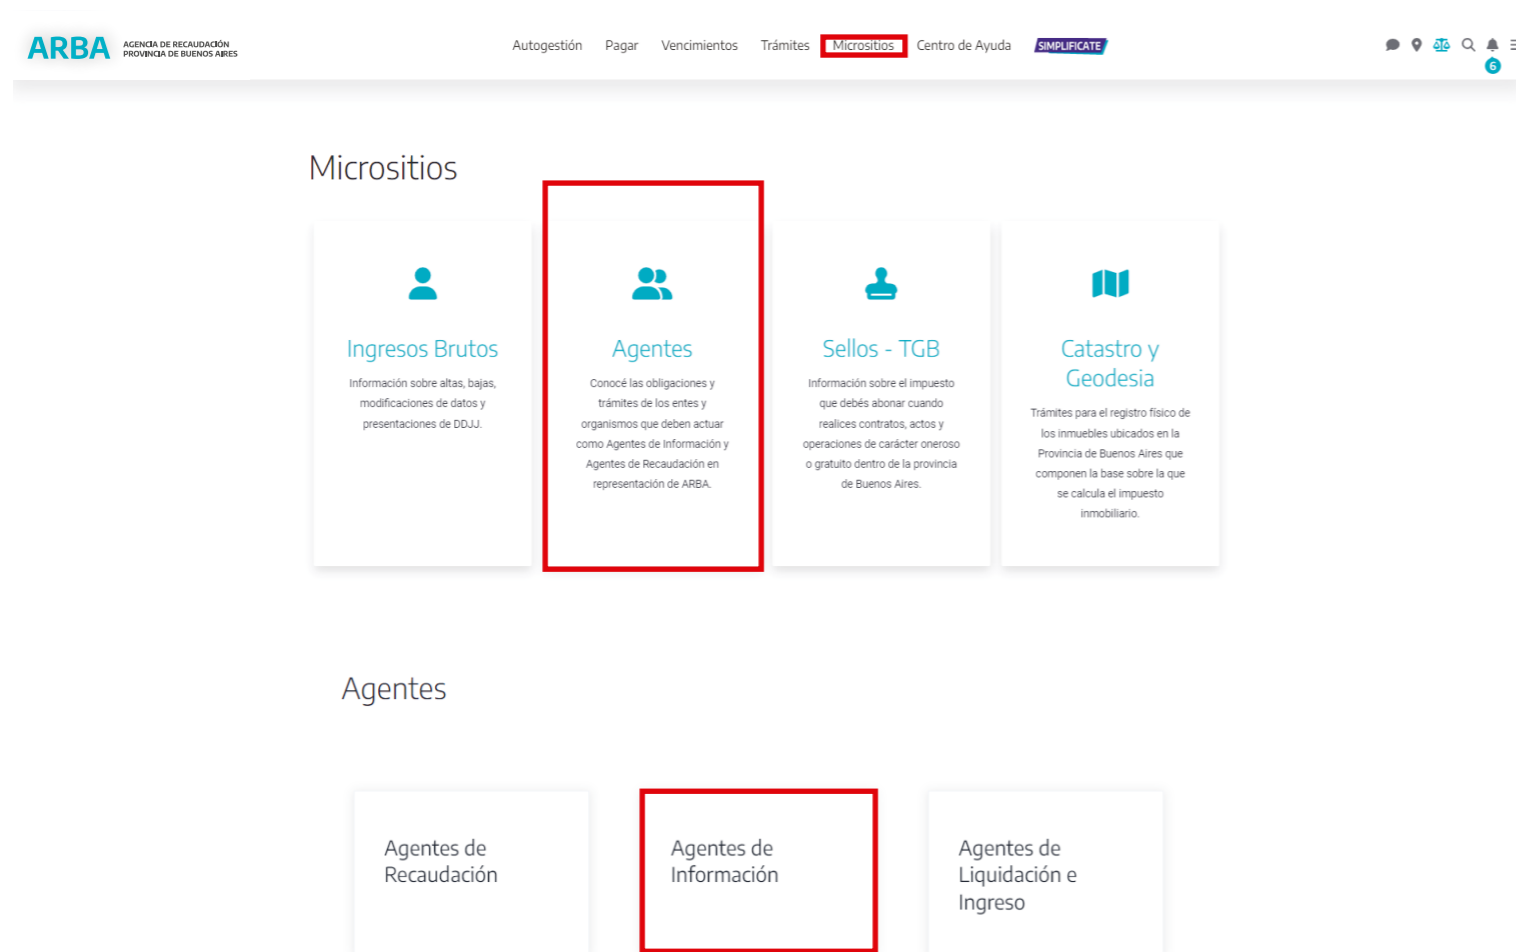 ARBA
AGENCIA DE RECAUDACIÓN
PROVINCIA DE BUENOS AIRES
Autogestión Pagar Vencimientos Trámites Micrositios Centro de Ayuda SIMPLIFICATE
6
Micrositios
Ingresos Brutos
Información sobre altas, bajas,
modificaciones de datos y
presentaciones de DDJJ.
Agentes
Conocé las obligaciones y
trámites de los entes y
organismos que deben actuar
como Agentes de Información y
Agentes de Recaudación en
representación de ARBA.
Sellos - TGB
Información sobre el impuesto
que debés abonar cuando
realices contratos, actos y
operaciones de carácter oneroso
o gratuito dentro de la provincia
de Buenos Aires.
Catastro y
Geodesia
Trámites para el registro físico de
los inmuebles ubicados en la
Provincia de Buenos Aires que
componen la base sobre la que
se calcula el impuesto
inmobiliario.
Agentes
Agentes de
Recaudación
Agentes de
Información
Agentes de
Liquidación e
Ingreso